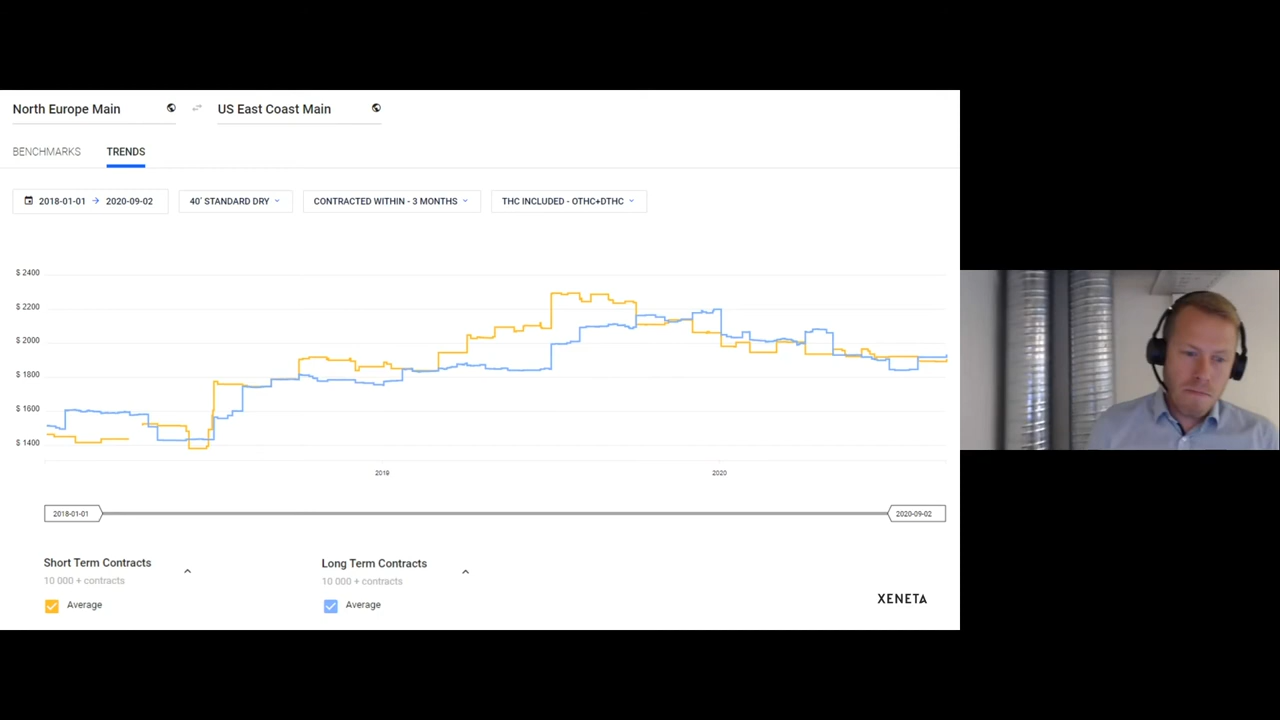 North Europe Main
US East Coast Main
BENCHMARKS
TRENDS
2018-01-01 → 2020-09-02
40' STANDARD DRY
CONTRACTED WITHIN - 3 MONTHS
THC INCLUDED - OTHC+DTHC
$ 2400
$ 2200
$ 2000
$ 1800
$ 1600
$ 1400
2019
2020
2018-01-01
2020-09-02
Short Term Contracts
10 000 + contracts
Average
Long Term Contracts
10 000 + contracts
Average
XENETA